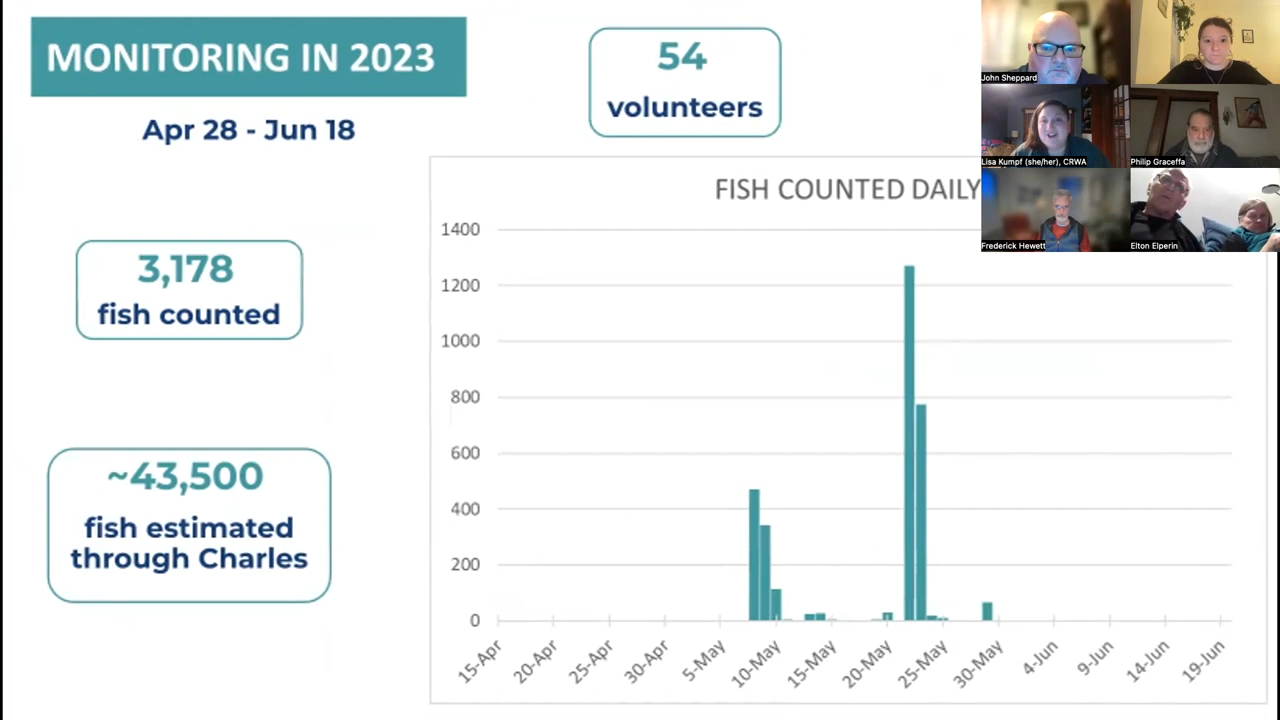 MONITORING IN 2023
Apr 28 - Jun 18
54
volunteers
3,178
fish counted
~43,500
fish estimated
through Charles
FISH COUNTED DAILY
1400
1200
1000
800
600
400
200
0
15-Apr
20-Apr
25-Apr
30-Apr
5-May
10-May
15-May
20-May
25-May
30-May
4-Jun
9-Jun
14-Jun
19-Jun
John Sheppard
Lisa Kumpf (she/her), CRWA
Philip Graceffa
Frederick Hewett
Elton Elperin